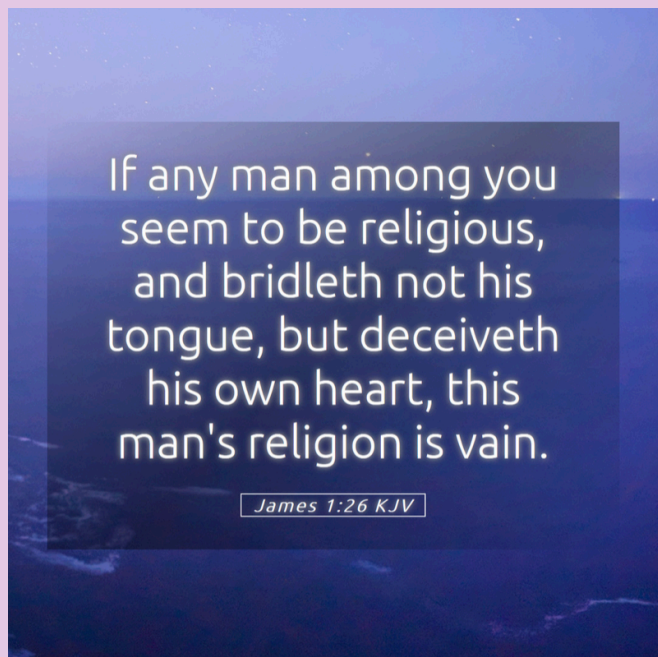 If any man among you
seem to be religious,
and bridleth not his
tongue, but deceiveth
his own heart, this
man's religion is vain.
James 1:26 KJV